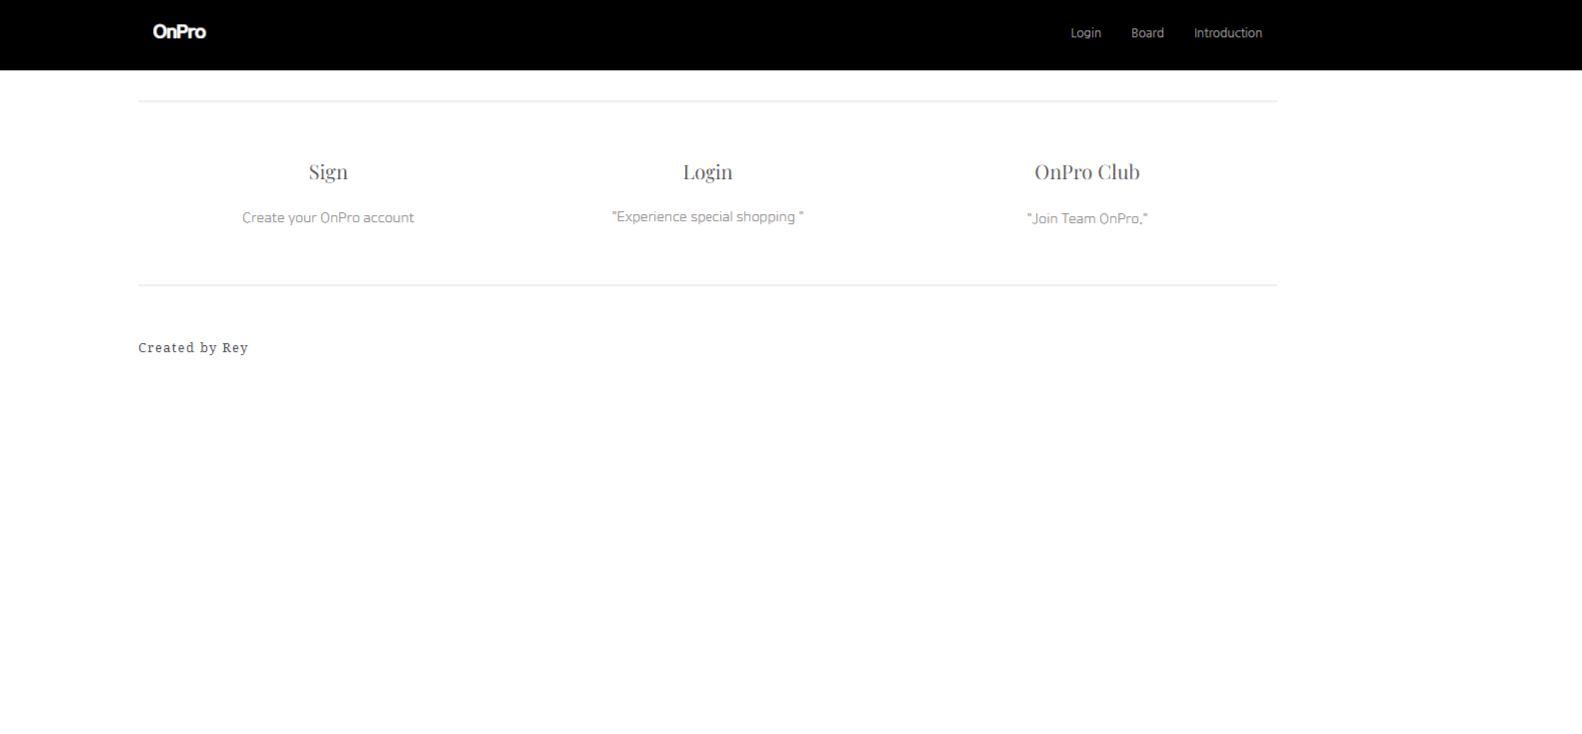 OnPro
Login Board Introduction
Sign
Create your OnPro account
Login
"Experience special shopping "
OnPro Club
"Join Team OnPro."
Created by Rey